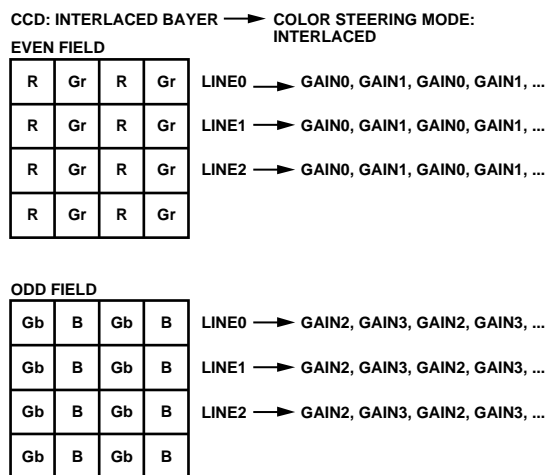 CCD: INTERLACED BAYER → COLOR STEERING MODE:
INTERLACED
EVEN FIELD
R Gr R Gr LINE0 → GAIN0, GAIN1, GAIN0, GAIN1, ...
R Gr R Gr LINE1 → GAIN0, GAIN1, GAIN0, GAIN1, ...
R Gr R Gr LINE2 → GAIN0, GAIN1, GAIN0, GAIN1, ...
R Gr R Gr
ODD FIELD
Gb B Gb B LINE0 → GAIN2, GAIN3, GAIN2, GAIN3, ...
Gb B Gb B LINE1 → GAIN2, GAIN3, GAIN2, GAIN3, ...
Gb B Gb B LINE2 → GAIN2, GAIN3, GAIN2, GAIN3, ...
Gb B Gb B